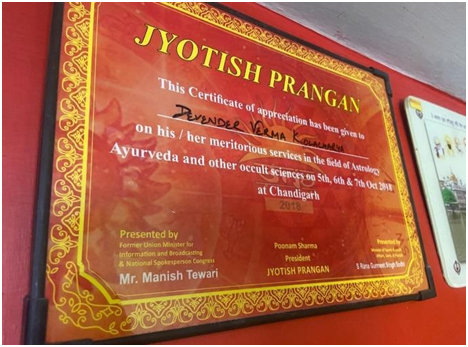 JYOTISH PRANGAN
This Certificate of appreciation has been given to
DEVENDER VERMA KOLACHARYA
on his / her meritorious services in the field of Astrology
Ayurveda and other occult sciences on 5th, 6th & 7th Oct 2018
at Chandigarh
2018
Presented by
Former Union Minister for
Information and Broadcasting
& National Spokesperson Congress
Mr. Manish Tewari
Poonam Sharma
President
JYOTISH PRANGAN
Presented by